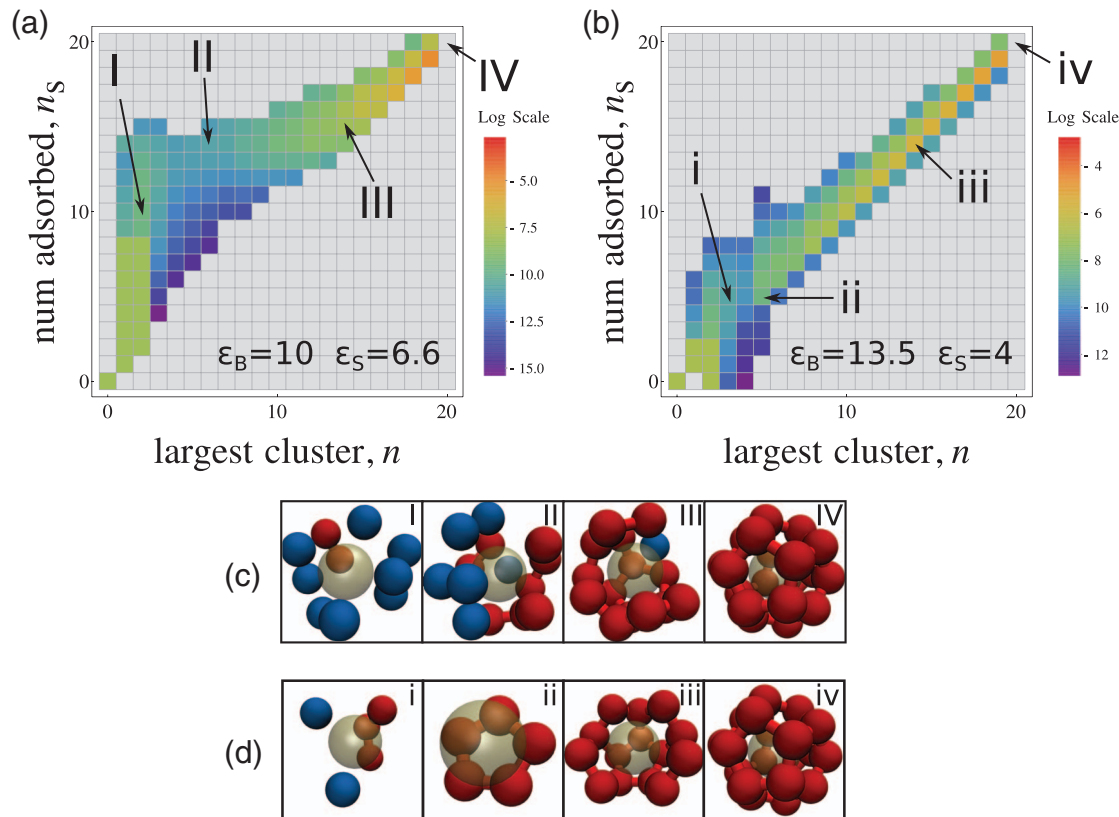 (a)
num adsorbed, nS
20
10
0
I
II
III
IV
εB=10 εS=6.6
0
10
20
largest cluster, n
Log Scale
- 5.0
- 7.5
- 10.0
- 12.5
- 15.0
(b)
num adsorbed, nS
20
10
0
i
ii
iii
iv
εB=13.5 εS=4
0
10
20
largest cluster, n
Log Scale
- 4
- 6
- 8
- 10
- 12
(c)
I
II
III
IV
(d)
i
ii
iii
iv